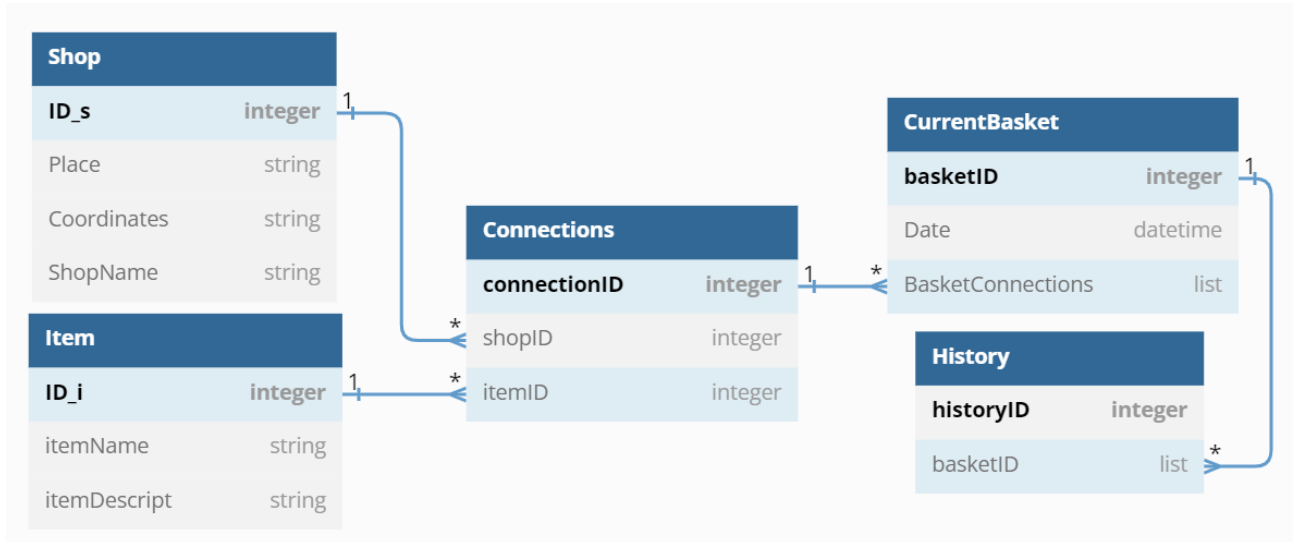 Shop
ID_s integer
Place string
Coordinates string
ShopName string
Item
ID_i integer
itemName string
itemDescript string
1
1
*
*
Connections
connectionID integer
shopID integer
itemID integer
1
*
CurrentBasket
basketID integer
Date datetime
BasketConnections list
1
*
History
historyID integer
basketID list